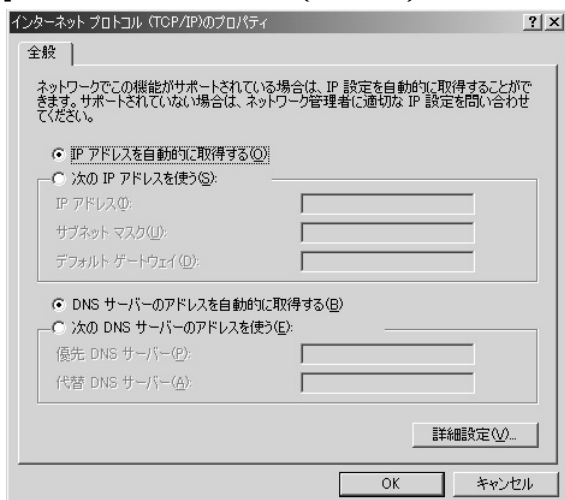 インターネット プロトコル (TCP/IP)のプロパティ
? ×
全般
ネットワークでこの機能がサポートされている場合は、IP 設定を自動的に取得することがで
きます。サポートされていない場合は、ネットワーク管理者に適切な IP 設定を問い合わせ
てください。
IP アドレスを自動的に取得する(O)
次の IP アドレスを使う(S):
IP アドレス(I):
サブネット マスク(U):
デフォルト ゲートウェイ(D):
DNS サーバーのアドレスを自動的に取得する(B)
次の DNS サーバーのアドレスを使う(E):
優先 DNS サーバー(P):
代替 DNS サーバー(A):
詳細設定(V)...
OK
キャンセル